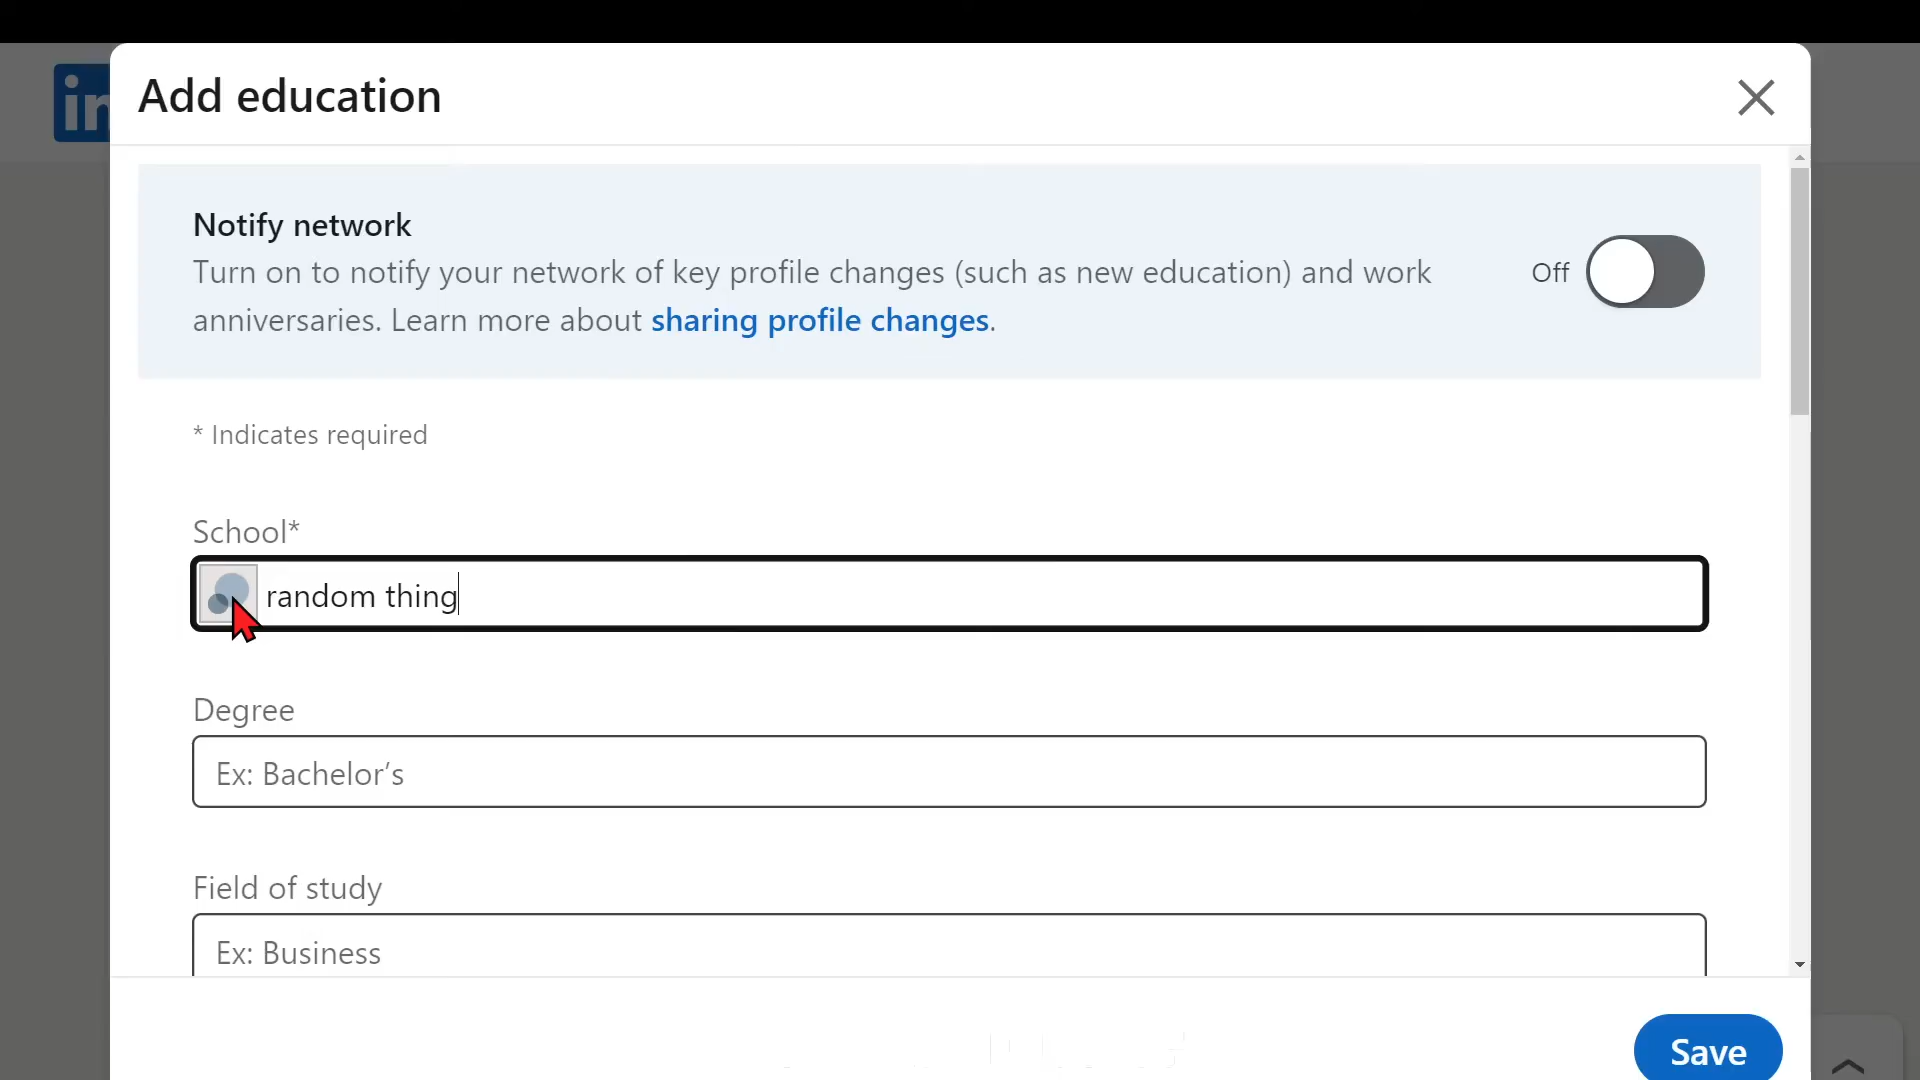 in
Add education
Notify network
Turn on to notify your network of key profile changes (such as new education) and work
anniversaries. Learn more about sharing profile changes.
Off
* Indicates required
School*
random thing
Degree
Ex: Bachelor’s
Field of study
Ex: Business
Save